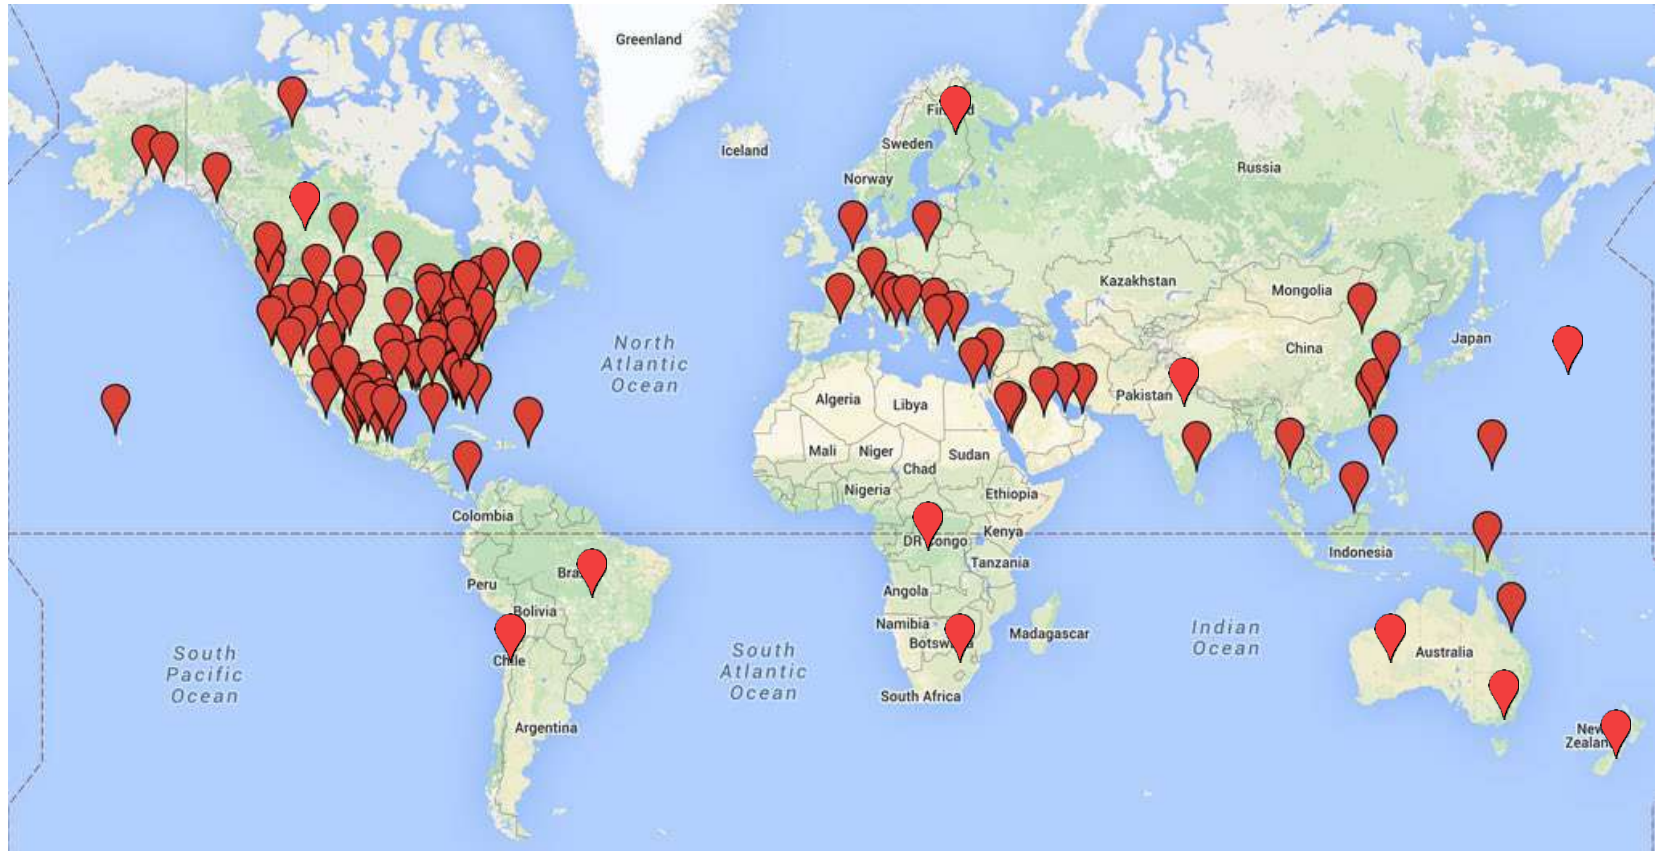 Greenland
Iceland
Sweden
Norway
Russia
Kazakhstan
Mongolia
Japan
China
North
Atlantic
Ocean
Pakistan
Algeria
Libya
Mali
Niger
Sudan
Chad
Nigeria
Ethiopia
Colombia
Kenya
Indonesia
Tanzania
Peru
Angola
Bolivia
Namibia
Madagascar
Indian
Ocean
South
Pacific
Ocean
South
Atlantic
Ocean
Chile
Australia
South Africa
Argentina
New